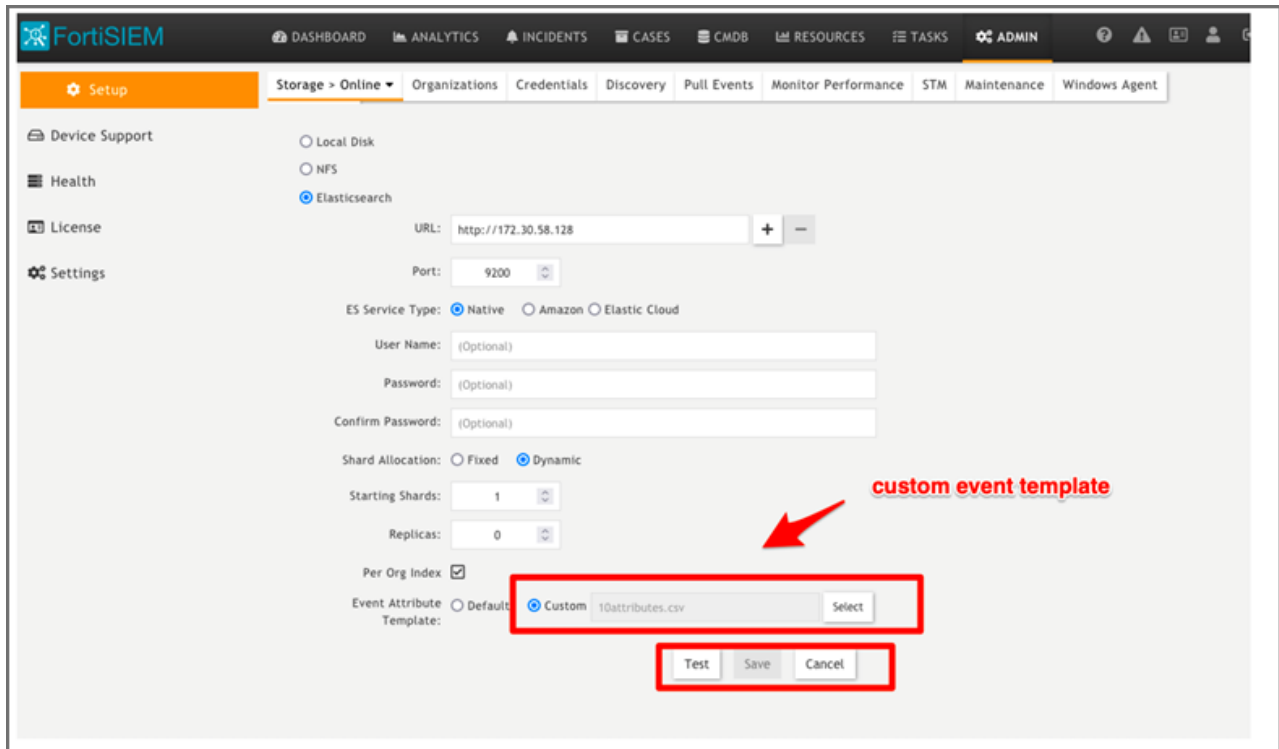 FortiSIEM DASHBOARD ANALYTICS INCIDENTS CASES CMDB RESOURCES TASKS ADMIN
Setup Storage > Online Organizations Credentials Discovery Pull Events Monitor Performance STM Maintenance Windows Agent
Device Support
Health
License
Settings
Local Disk
NFS
Elasticsearch
URL: http://172.30.58.128 + −
Port: 9200
ES Service Type: Native Amazon Elastic Cloud
User Name: (Optional)
Password: (Optional)
Confirm Password: (Optional)
Shard Allocation: Fixed Dynamic
custom event template
Starting Shards: 1
Replicas: 0
Per Org Index
Event Attribute Template: Default Custom 10attributes.csv Select
Test Save Cancel